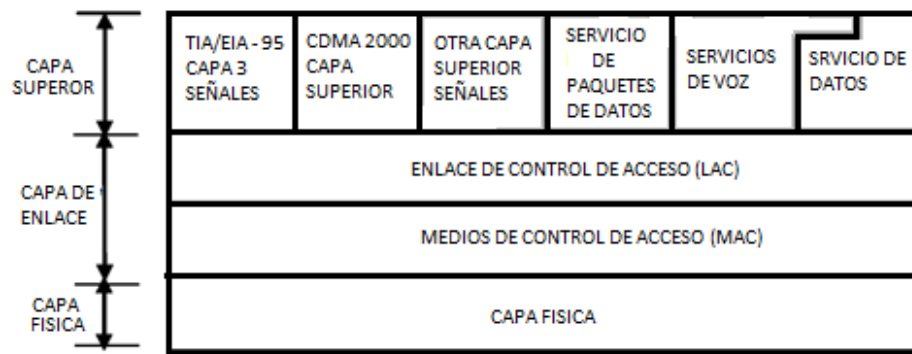 CAPA
SUPEROR
TIA/EIA - 95
CAPA 3
SEÑALES
CDMA 2000
CAPA
SUPERIOR
OTRA CAPA
SUPERIOR
SEÑALES
SERVICIO
DE
PAQUETES
DE DATOS
SERVICIOS
DE VOZ
SRVICIO DE
DATOS
CAPA DE
ENLACE
ENLACE DE CONTROL DE ACCESO (LAC)
MEDIOS DE CONTROL DE ACCESO (MAC)
CAPA
FISICA
CAPA FISICA